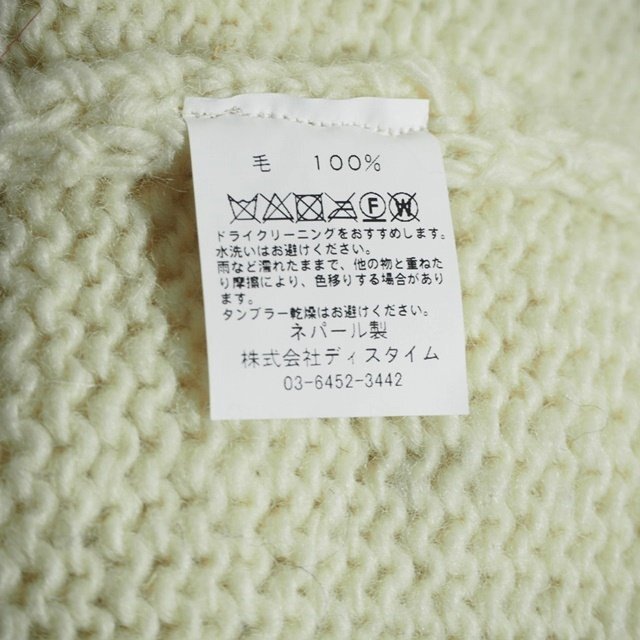 毛 100%
F W
ドライクリーニングをおすすめします。
水洗いはお避けください。
雨など濡れたままで、他の物と重ねた
り摩擦により、色移りする場合があり
ます。
タンブラー乾燥はお避けください。
ネパール製
株式会社ディスタイム
03-6452-3442